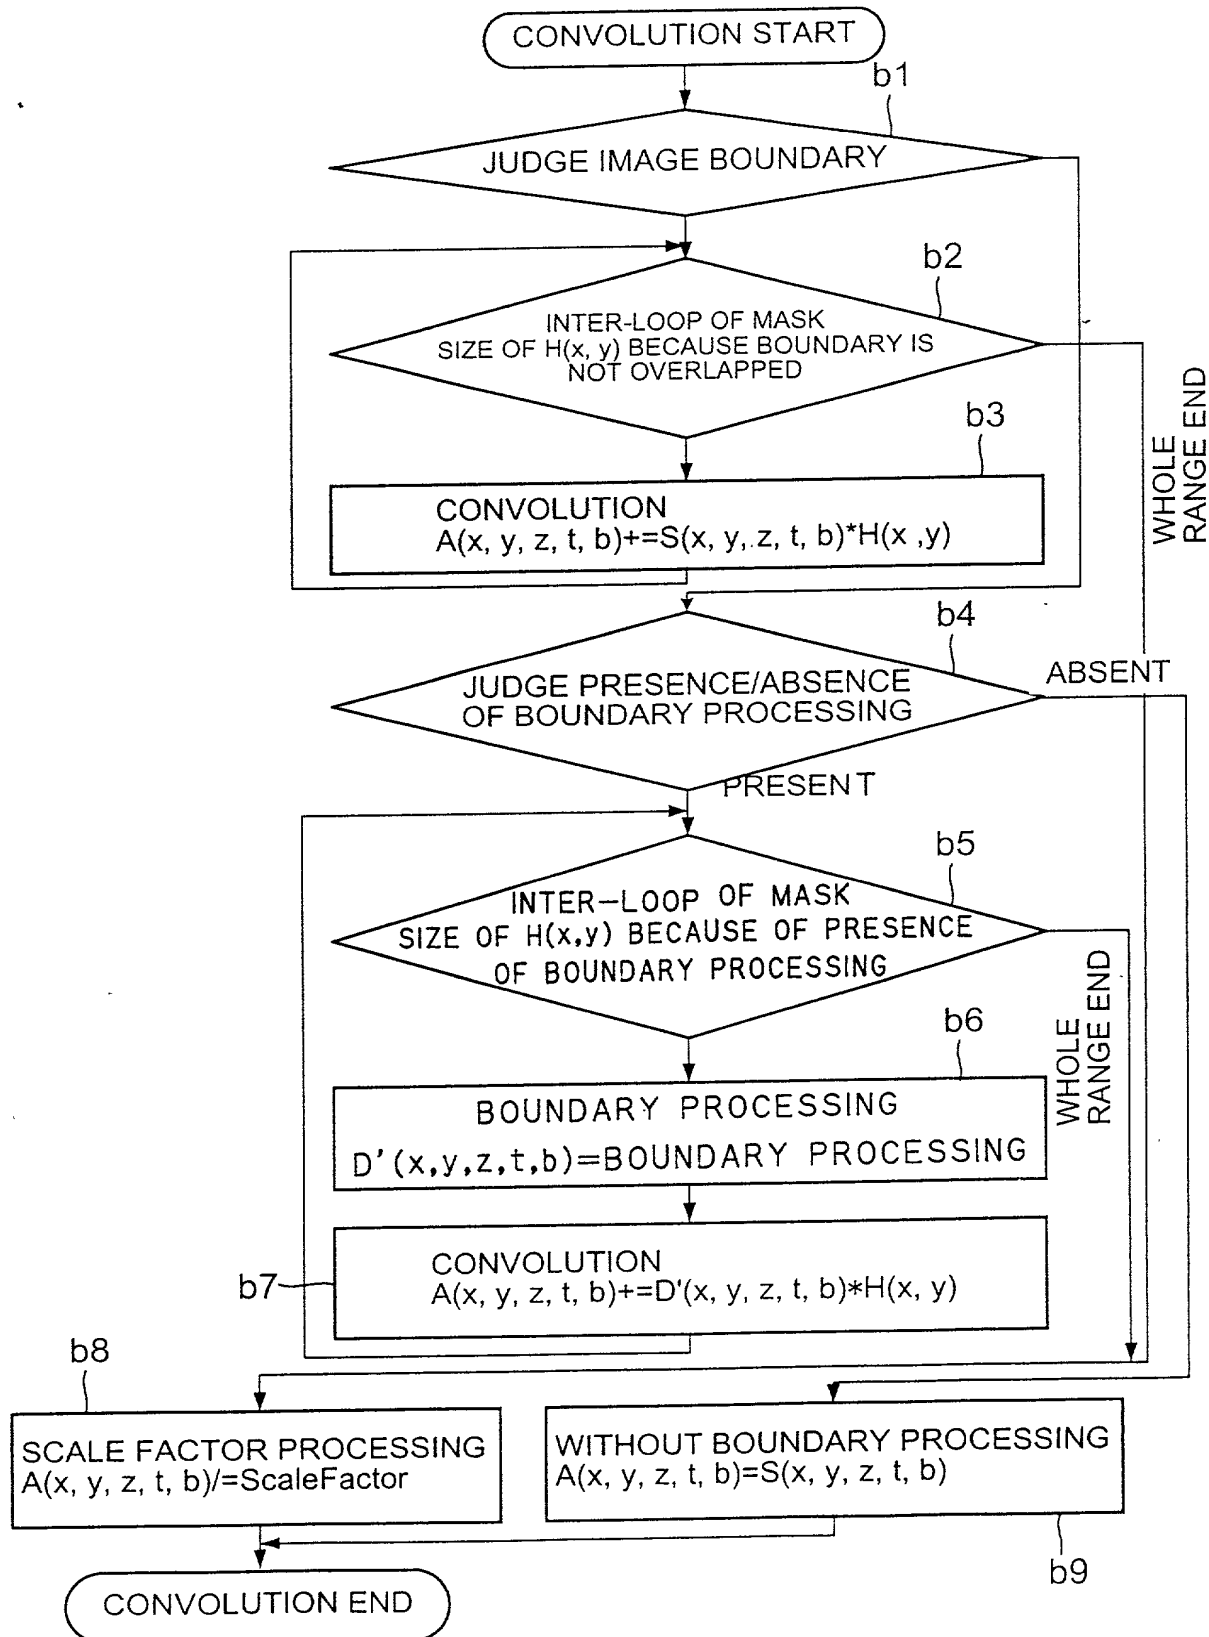 CONVOLUTION START
b1
JUDGE IMAGE BOUNDARY
b2
INTER-LOOP OF MASK
SIZE OF H(x, y) BECAUSE BOUNDARY IS
NOT OVERLAPPED
WHOLE
RANGE END
b3
CONVOLUTION
A(x, y, z, t, b)+=S(x, y, z, t, b)*H(x ,y)
b4
JUDGE PRESENCE/ABSENCE
OF BOUNDARY PROCESSING
ABSENT
PRESENT
b5
INTER-LOOP OF MASK
SIZE OF H(x,y) BECAUSE OF PRESENCE
OF BOUNDARY PROCESSING
WHOLE
RANGE END
b6
BOUNDARY PROCESSING
D'(x,y,z,t,b)=BOUNDARY PROCESSING
b7
CONVOLUTION
A(x, y, z, t, b)+=D'(x, y, z, t, b)*H(x, y)
b8
SCALE FACTOR PROCESSING
A(x, y, z, t, b)/=ScaleFactor
WITHOUT BOUNDARY PROCESSING
A(x, y, z, t, b)=S(x, y, z, t, b)
b9
CONVOLUTION END